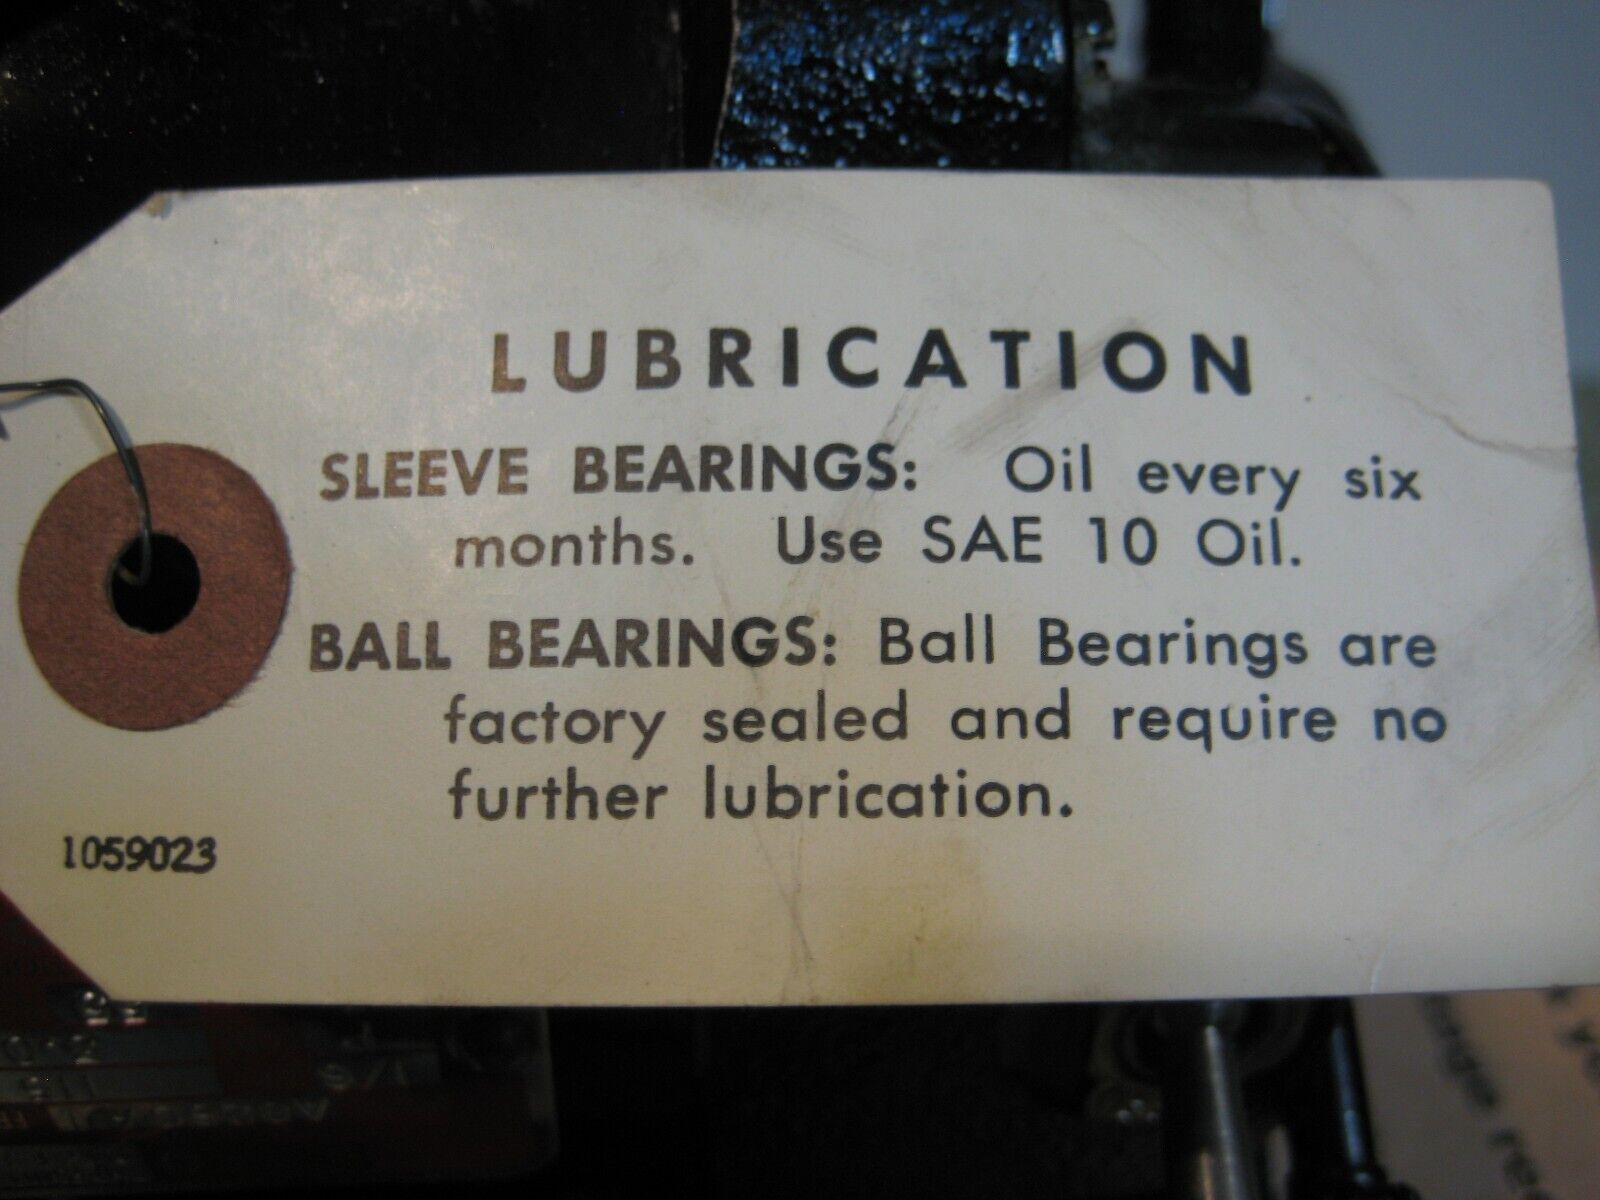 LUBRICATION
SLEEVE BEARINGS: Oil every six
months. Use SAE 10 Oil.
BALL BEARINGS: Ball Bearings are
factory sealed and require no
further lubrication.
1059023